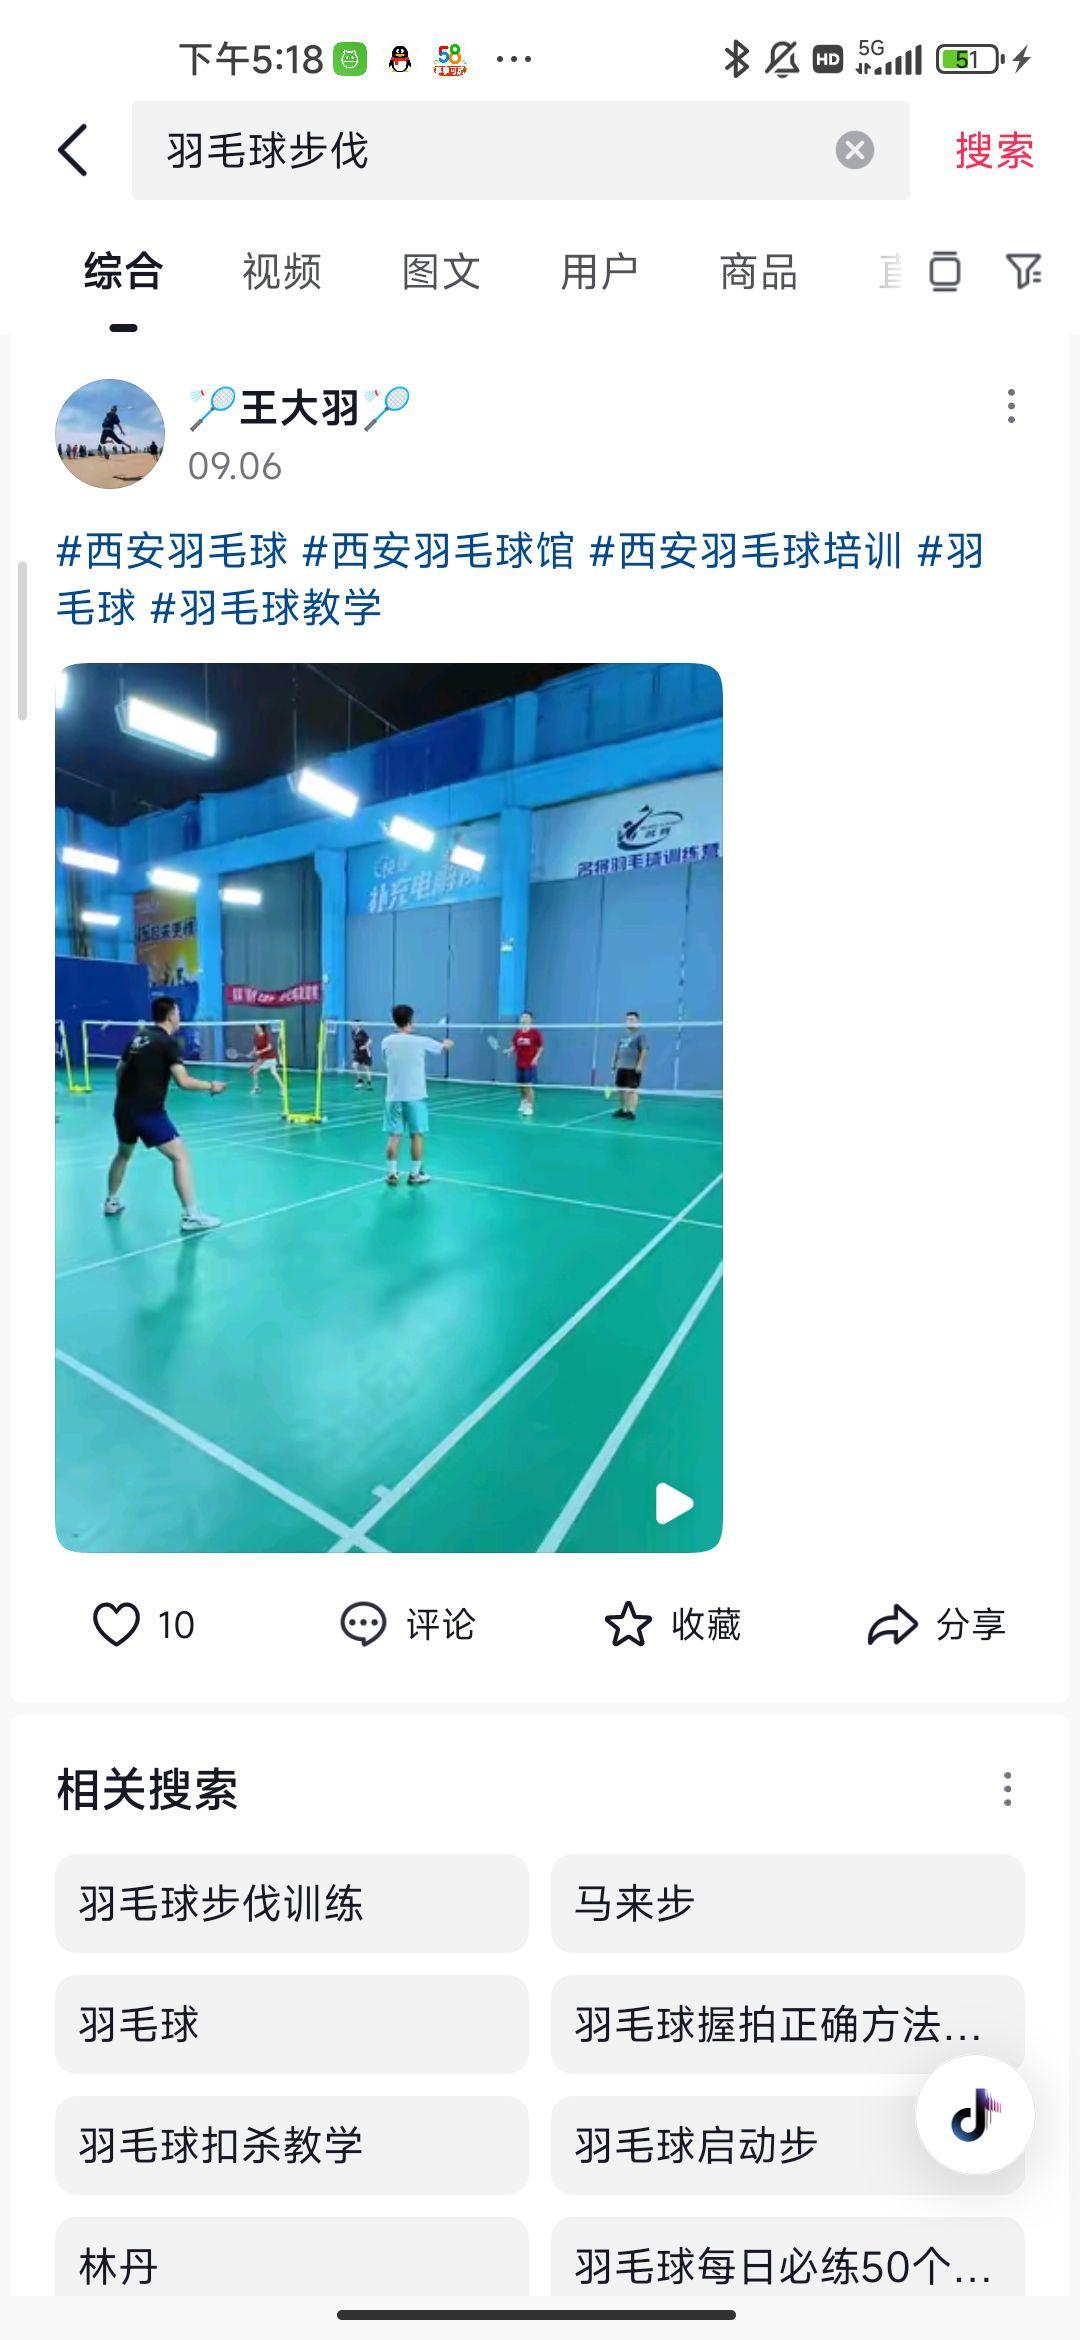 下午5:18 58 ... HD 5G 51
羽毛球步伐 搜索
综合 视频 图文 用户 商品
王大羽
09.06
#西安羽毛球 #西安羽毛球馆 #西安羽毛球培训 #羽
毛球 #羽毛球教学
名将羽毛球训练营
补充电解质
10 评论 收藏 分享
相关搜索
羽毛球步伐训练 马来步
羽毛球 羽毛球握拍正确方法...
羽毛球扣杀教学 羽毛球启动步
林丹 羽毛球每日必练50个...